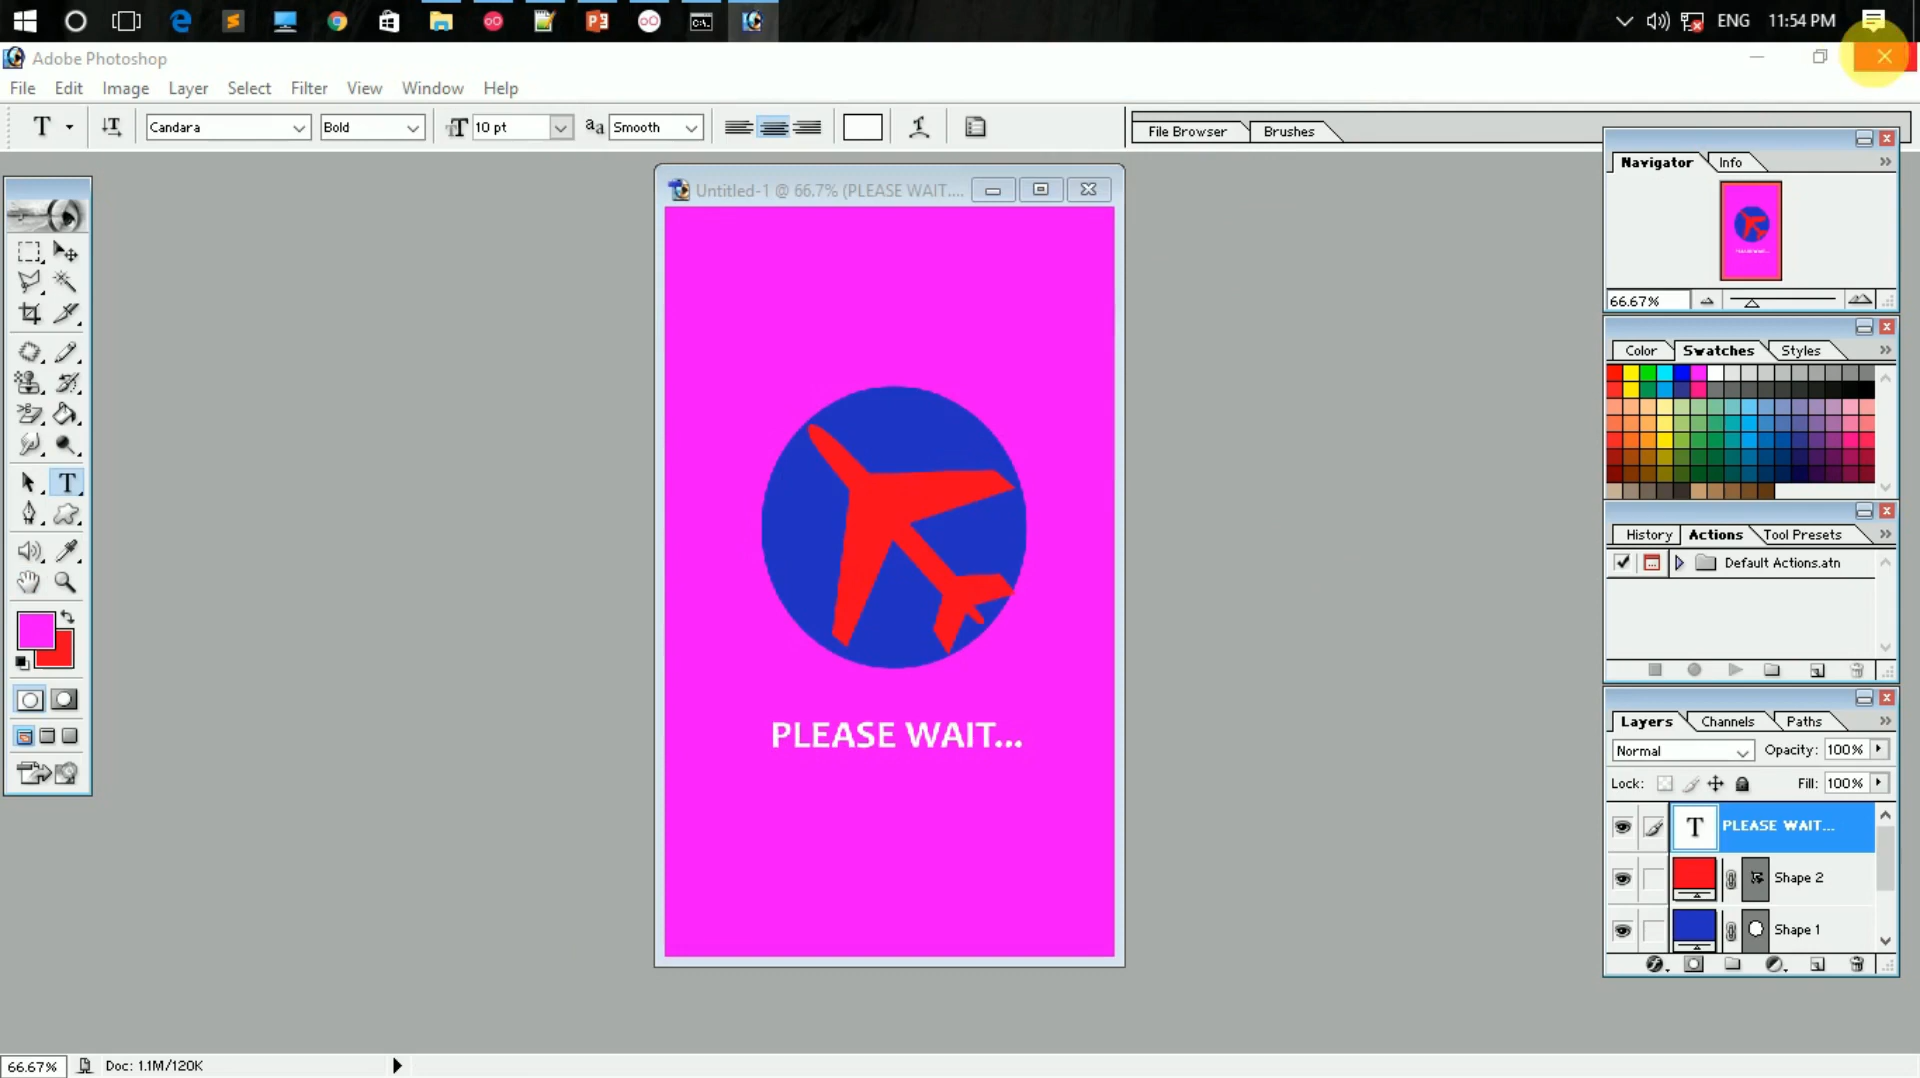 ENG 11:54 PM
Adobe Photoshop
File Edit Image Layer Select Filter View Window Help
T Candara Bold T 10 pt aa Smooth File Browser Brushes
Untitled-1 @ 66.7% (PLEASE WAIT....
Navigator Info
66.67%
Color Swatches Styles
T
History Actions Tool Presets
Default Actions.atn
PLEASE WAIT...
Layers Channels Paths
Normal Opacity: 100%
Lock: Fill: 100%
T PLEASE WAIT...
Shape 2
Shape 1
66.67% Doc: 1.1M/120K